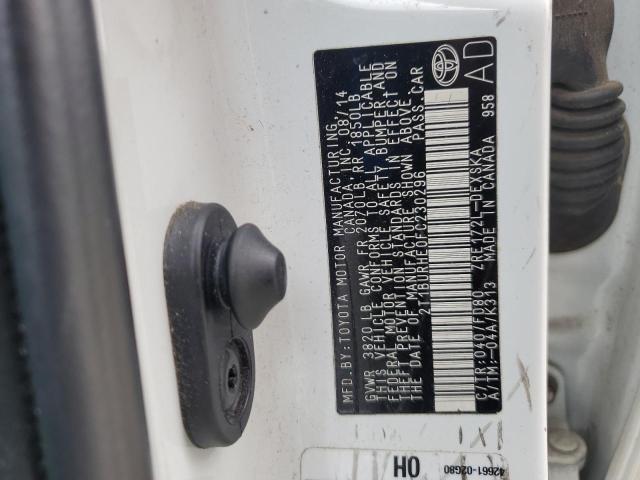 MFD. BY: TOYOTA MOTOR MANUFACTURING,
CANADA, INC. 08/14
GVWR 3820 LB GAWR FR 2070LB RR 1850LB
THIS VEHICLE CONFORMS TO ALL APPLICABLE
FEDERAL MOTOR VEHICLE SAFETY, BUMPER AND
THEFT PREVENTION STANDARDS IN EFFECT ON
THE DATE OF MANUFACTURE SHOWN ABOVE.
2T1BURHE0FC230296 PASS. CAR
AD
C/TR:040/FD80 ZRE172L-DEXSKA
A/TM:-04A/K313 MADE IN CANADA 958
42661-02G80
OH